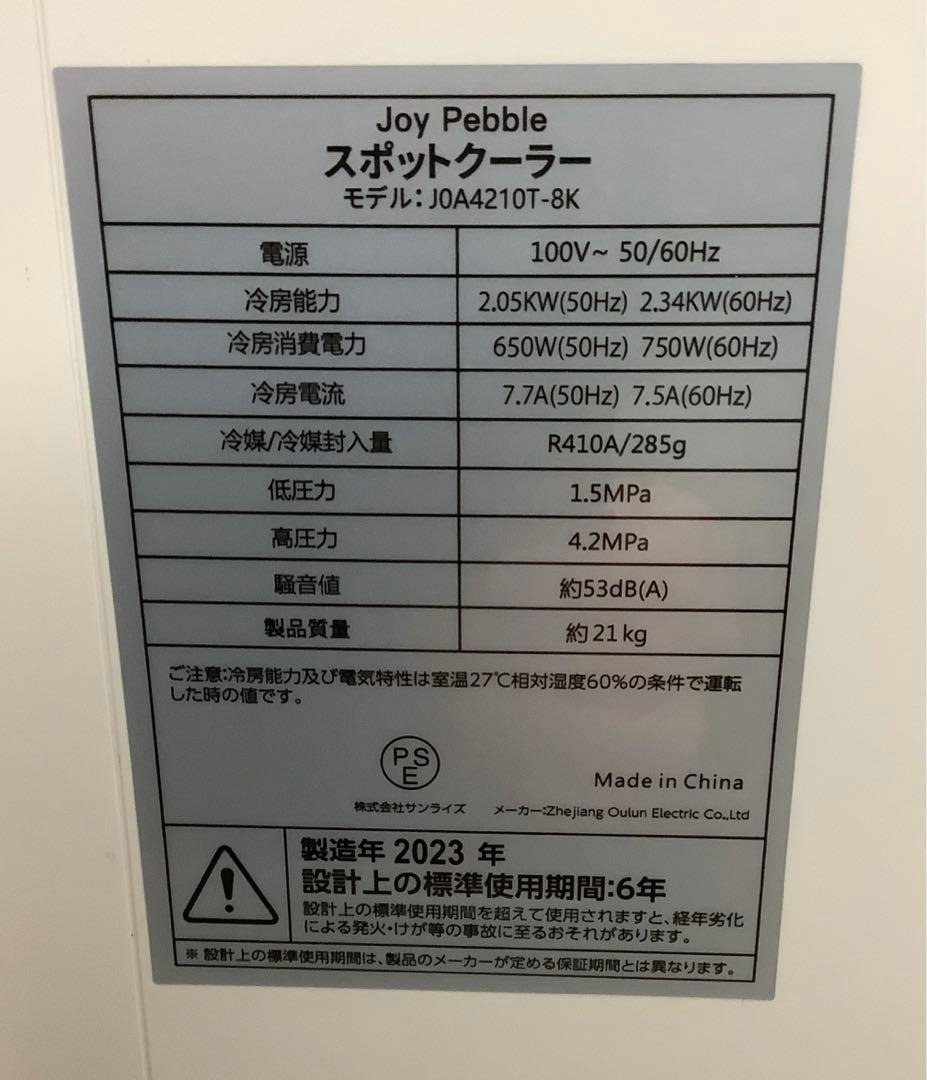 Joy Pebble
スポットクーラー
モデル：J0A4210T-8K
電源 100V~ 50/60Hz
冷房能力 2.05KW(50Hz) 2.34KW(60Hz)
冷房消費電力 650W(50Hz) 750W(60Hz)
冷房電流 7.7A(50Hz) 7.5A(60Hz)
冷媒/冷媒封入量 R410A/285g
低圧力 1.5MPa
高圧力 4.2MPa
騒音値 約53dB(A)
製品質量 約21kg
ご注意:冷房能力及び電気特性は室温27℃相対湿度60%の条件で運転
した時の値です。
PS
E
Made in China
株式会社サンライズ メーカー:Zhejiang Oulun Electric Co.,Ltd
製造年 2023 年
設計上の標準使用期間:6年
設計上の標準使用期間を超えて使用されますと、経年劣化
による発火・けが等の事故に至るおそれがあります。
※ 設計上の標準使用期間は、製品のメーカーが定める保証期間とは異なります。